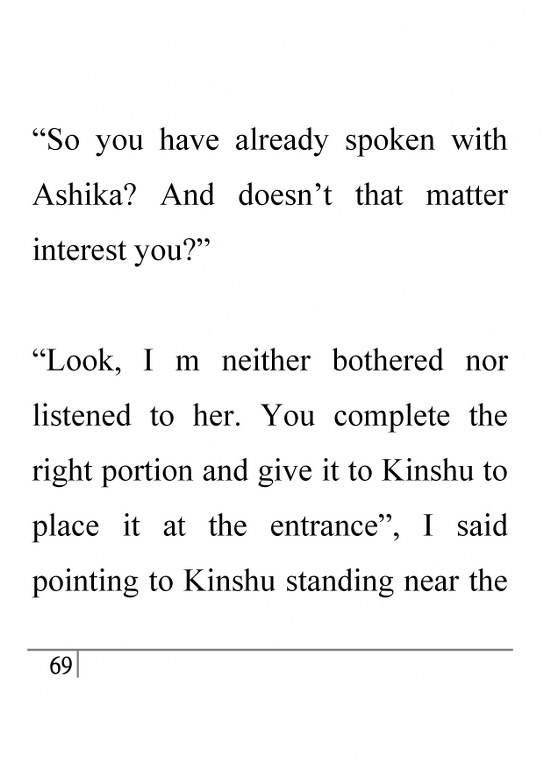 “So you have already spoken with
Ashika? And doesn’t that matter
interest you?”
“Look, I m neither bothered nor
listened to her. You complete the
right portion and give it to Kinshu to
place it at the entrance”, I said
pointing to Kinshu standing near the
69